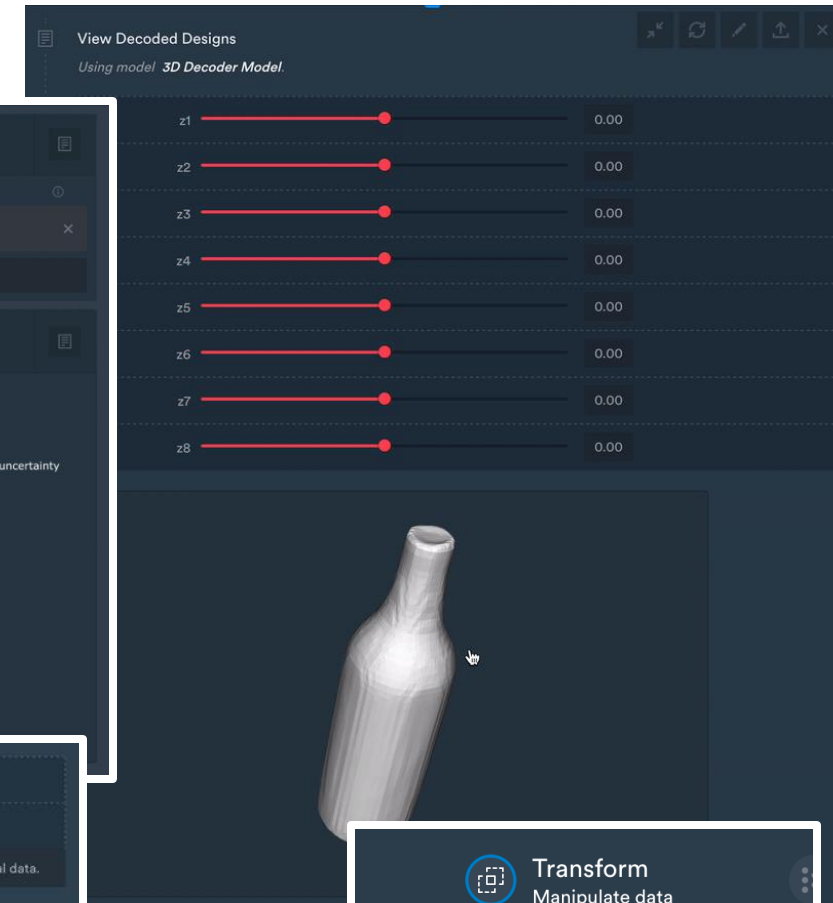 View Decoded Designs
Using model 3D Decoder Model.
z1 0.00
z2 0.00
z3 0.00
z4 0.00
z5 0.00
z6 0.00
z7 0.00
z8 0.00
uncertainty
al data.
Transform
Manipulate data